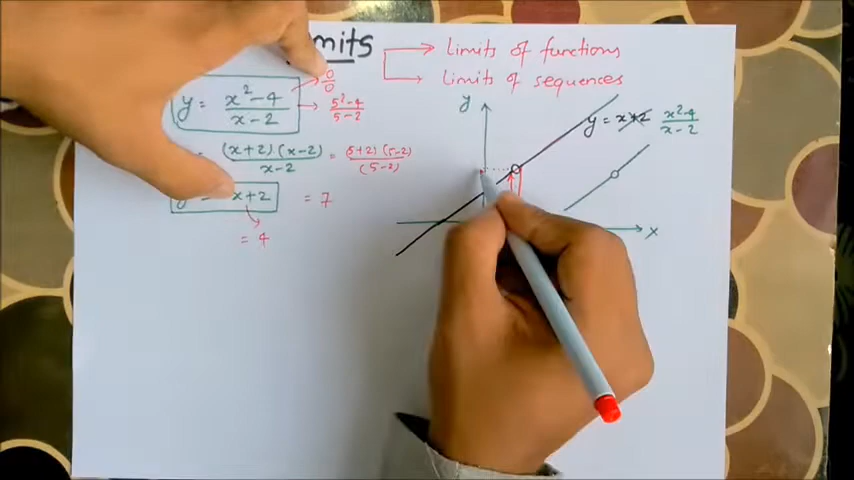 mits
limits of functions
limits of sequences
y = x² - 4 / x - 2
0/0
5² - 4 / 5 - 2
(x+2)(x-2) / x-2 = (5+2)(5-2) / (5-2)
x+2 = 7
= 4
y
y = x+2 x²-4 / x-2
x